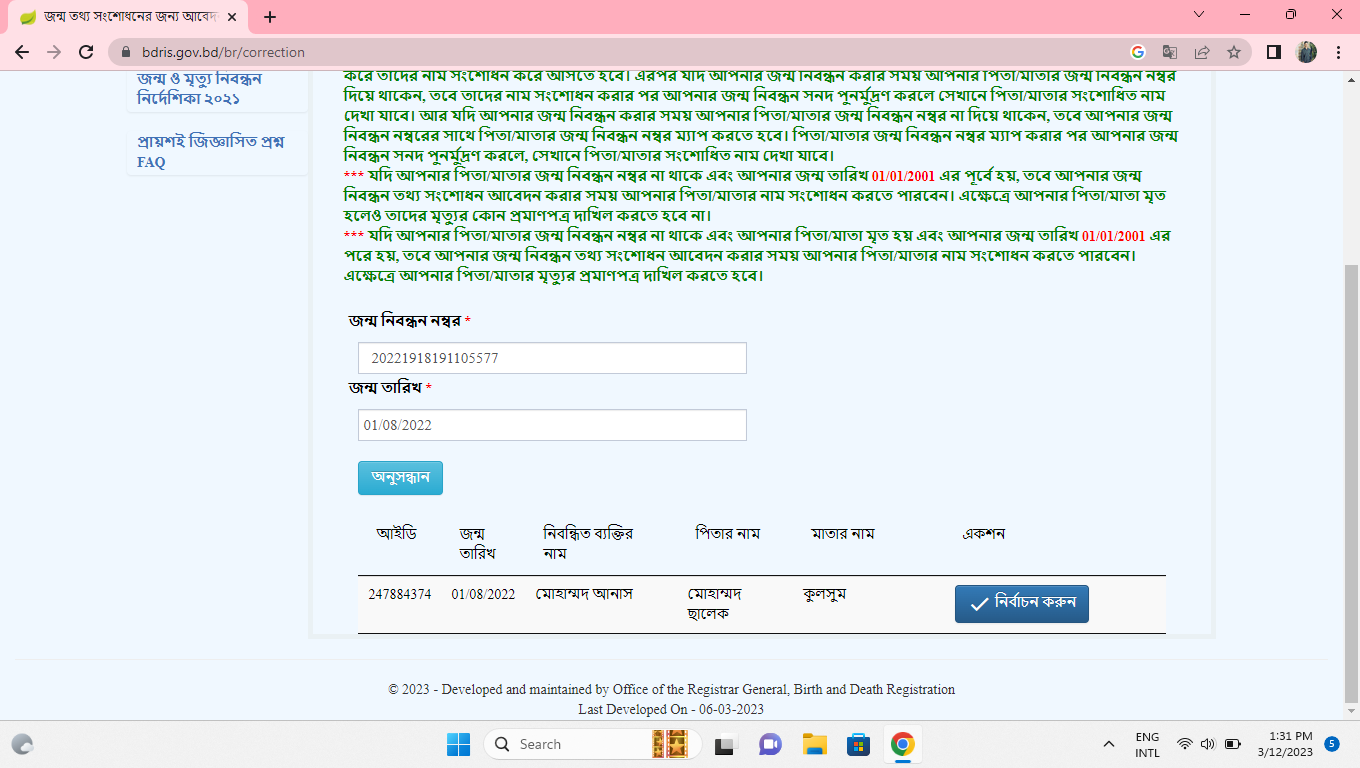 জন্ম তথ্য সংশোধনের জন্য আবেদন
bdris.gov.bd/br/correction
জন্ম ও মৃত্যু নিবন্ধন
নির্দেশিকা ২০২১
প্রায়শই জিজ্ঞাসিত প্রশ্ন
FAQ
করে তাদের নাম সংশোধন করে আসতে হবে। এরপর যদি আপনার জন্ম নিবন্ধন করার সময় আপনার পিতা/মাতার জন্ম নিবন্ধন নম্বর
দিয়ে থাকেন, তবে তাদের নাম সংশোধন করার পর আপনার জন্ম নিবন্ধন সনদ পুনর্মুদ্রণ করলে সেখানে পিতা/মাতার সংশোধিত নাম
দেখা যাবে। আর যদি আপনার জন্ম নিবন্ধন করার সময় আপনার পিতা/মাতার জন্ম নিবন্ধন নম্বর না দিয়ে থাকেন, তবে আপনার জন্ম
নিবন্ধন নম্বরের সাথে পিতা/মাতার জন্ম নিবন্ধন নম্বর ম্যাপ করতে হবে। পিতা/মাতার জন্ম নিবন্ধন নম্বর ম্যাপ করার পর আপনার জন্ম
নিবন্ধন সনদ পুনর্মুদ্রণ করলে, সেখানে পিতা/মাতার সংশোধিত নাম দেখা যাবে।
*** যদি আপনার পিতা/মাতার জন্ম নিবন্ধন নম্বর না থাকে এবং আপনার জন্ম তারিখ 01/01/2001 এর পূর্বে হয়, তবে আপনার জন্ম
নিবন্ধন তথ্য সংশোধন আবেদন করার সময় আপনার পিতা/মাতার নাম সংশোধন করতে পারবেন। এক্ষেত্রে আপনার পিতা/মাতা মৃত
হলেও তাদের মৃত্যুর কোন প্রমাণপত্র দাখিল করতে হবে না।
*** যদি আপনার পিতা/মাতার জন্ম নিবন্ধন নম্বর না থাকে এবং আপনার পিতা/মাতা মৃত হয় এবং আপনার জন্ম তারিখ 01/01/2001 এর
পরে হয়, তবে আপনার জন্ম নিবন্ধন তথ্য সংশোধন আবেদন করার সময় আপনার পিতা/মাতার নাম সংশোধন করতে পারবেন।
এক্ষেত্রে আপনার পিতা/মাতার মৃত্যুর প্রমাণপত্র দাখিল করতে হবে।
জন্ম নিবন্ধন নম্বর *
20221918191105577
জন্ম তারিখ *
01/08/2022
অনুসন্ধান
আইডি জন্ম তারিখ নিবন্ধিত ব্যক্তির নাম পিতার নাম মাতার নাম একশন
247884374 01/08/2022 মোহাম্মদ আনাস মোহাম্মদ ছালেক কুলসুম নির্বাচন করুন
© 2023 - Developed and maintained by Office of the Registrar General, Birth and Death Registration
Last Developed On - 06-03-2023
Search
ENG
INTL
1:31 PM
3/12/2023
5